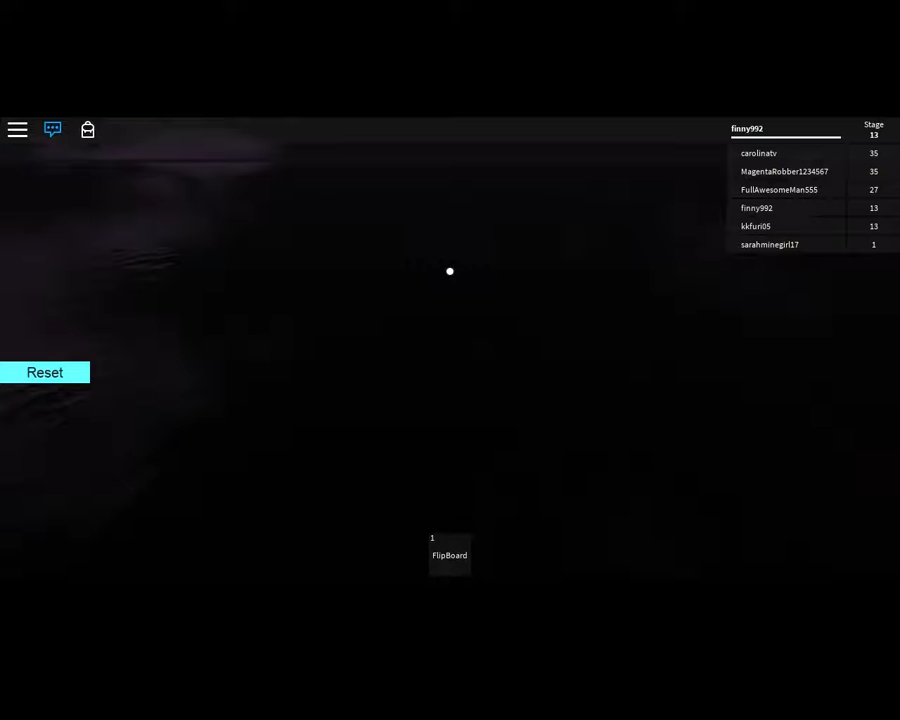 finny992
Stage
13
carolinatv 35
MagentaRobber1234567 35
FullAwesomeMan555 27
finny992 13
kkfuri05 13
sarahminegirl17 1
Reset
1
FlipBoard